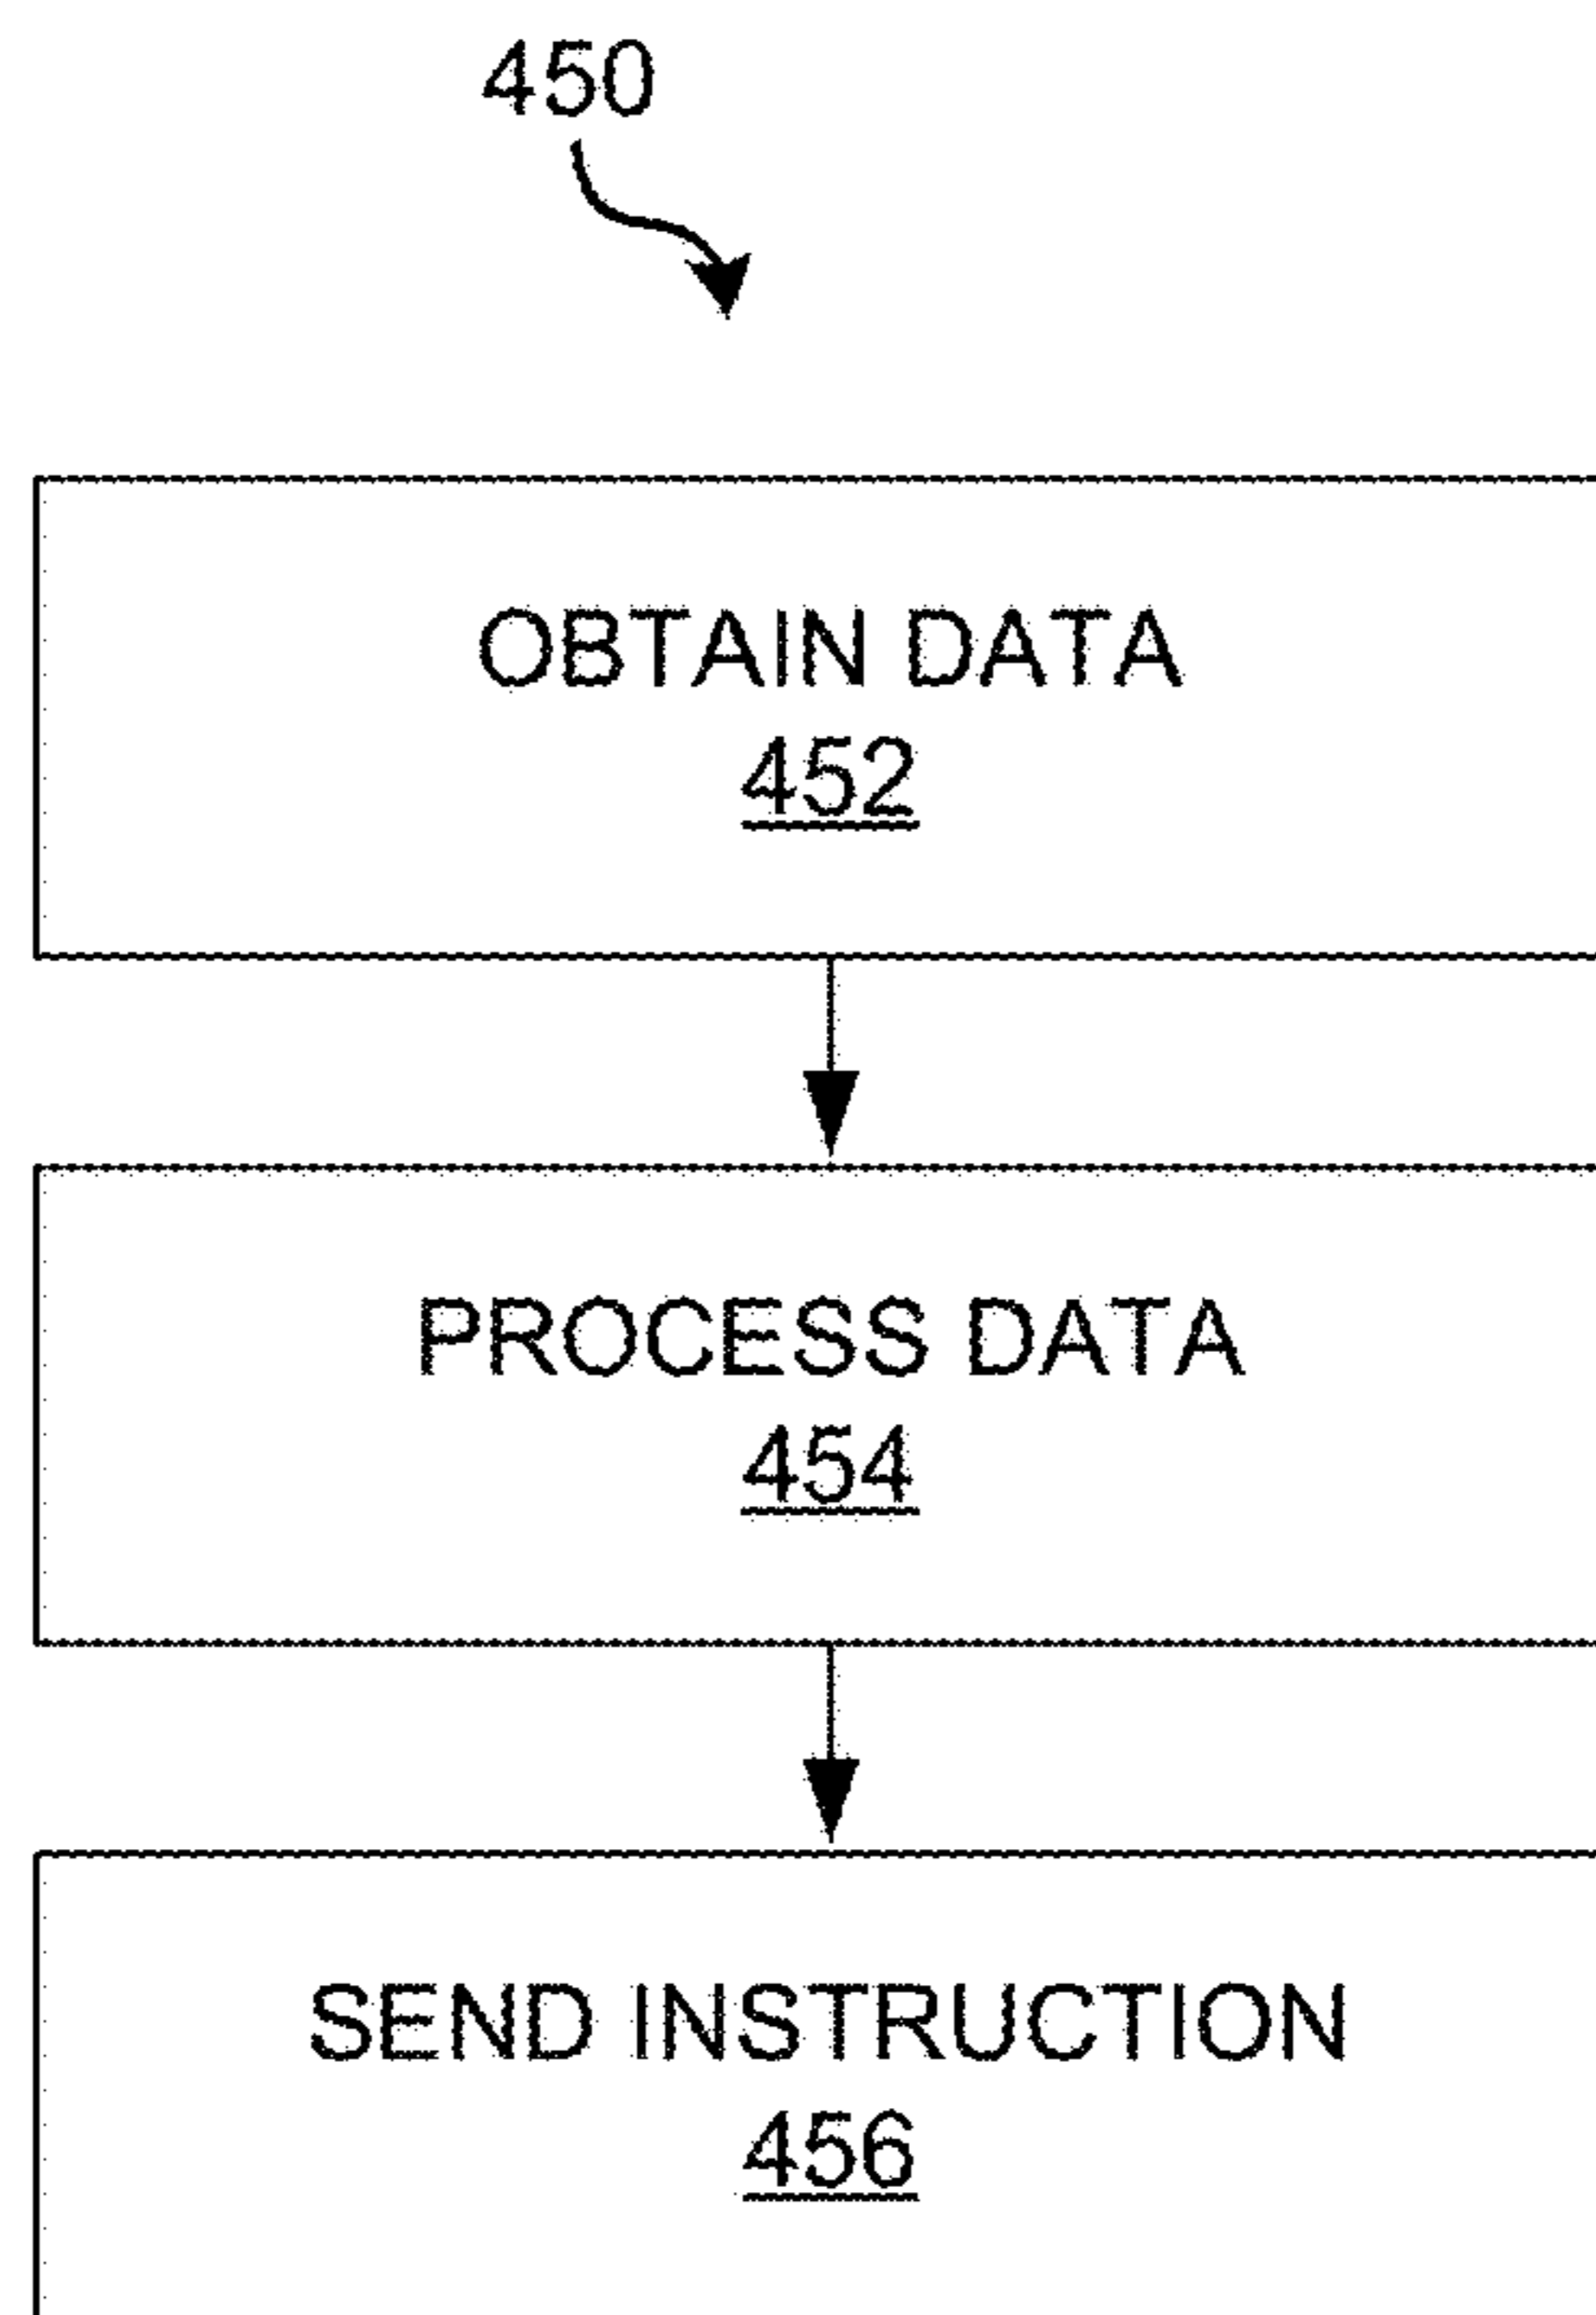 450
OBTAIN DATA
452
PROCESS DATA
454
SEND INSTRUCTION
456